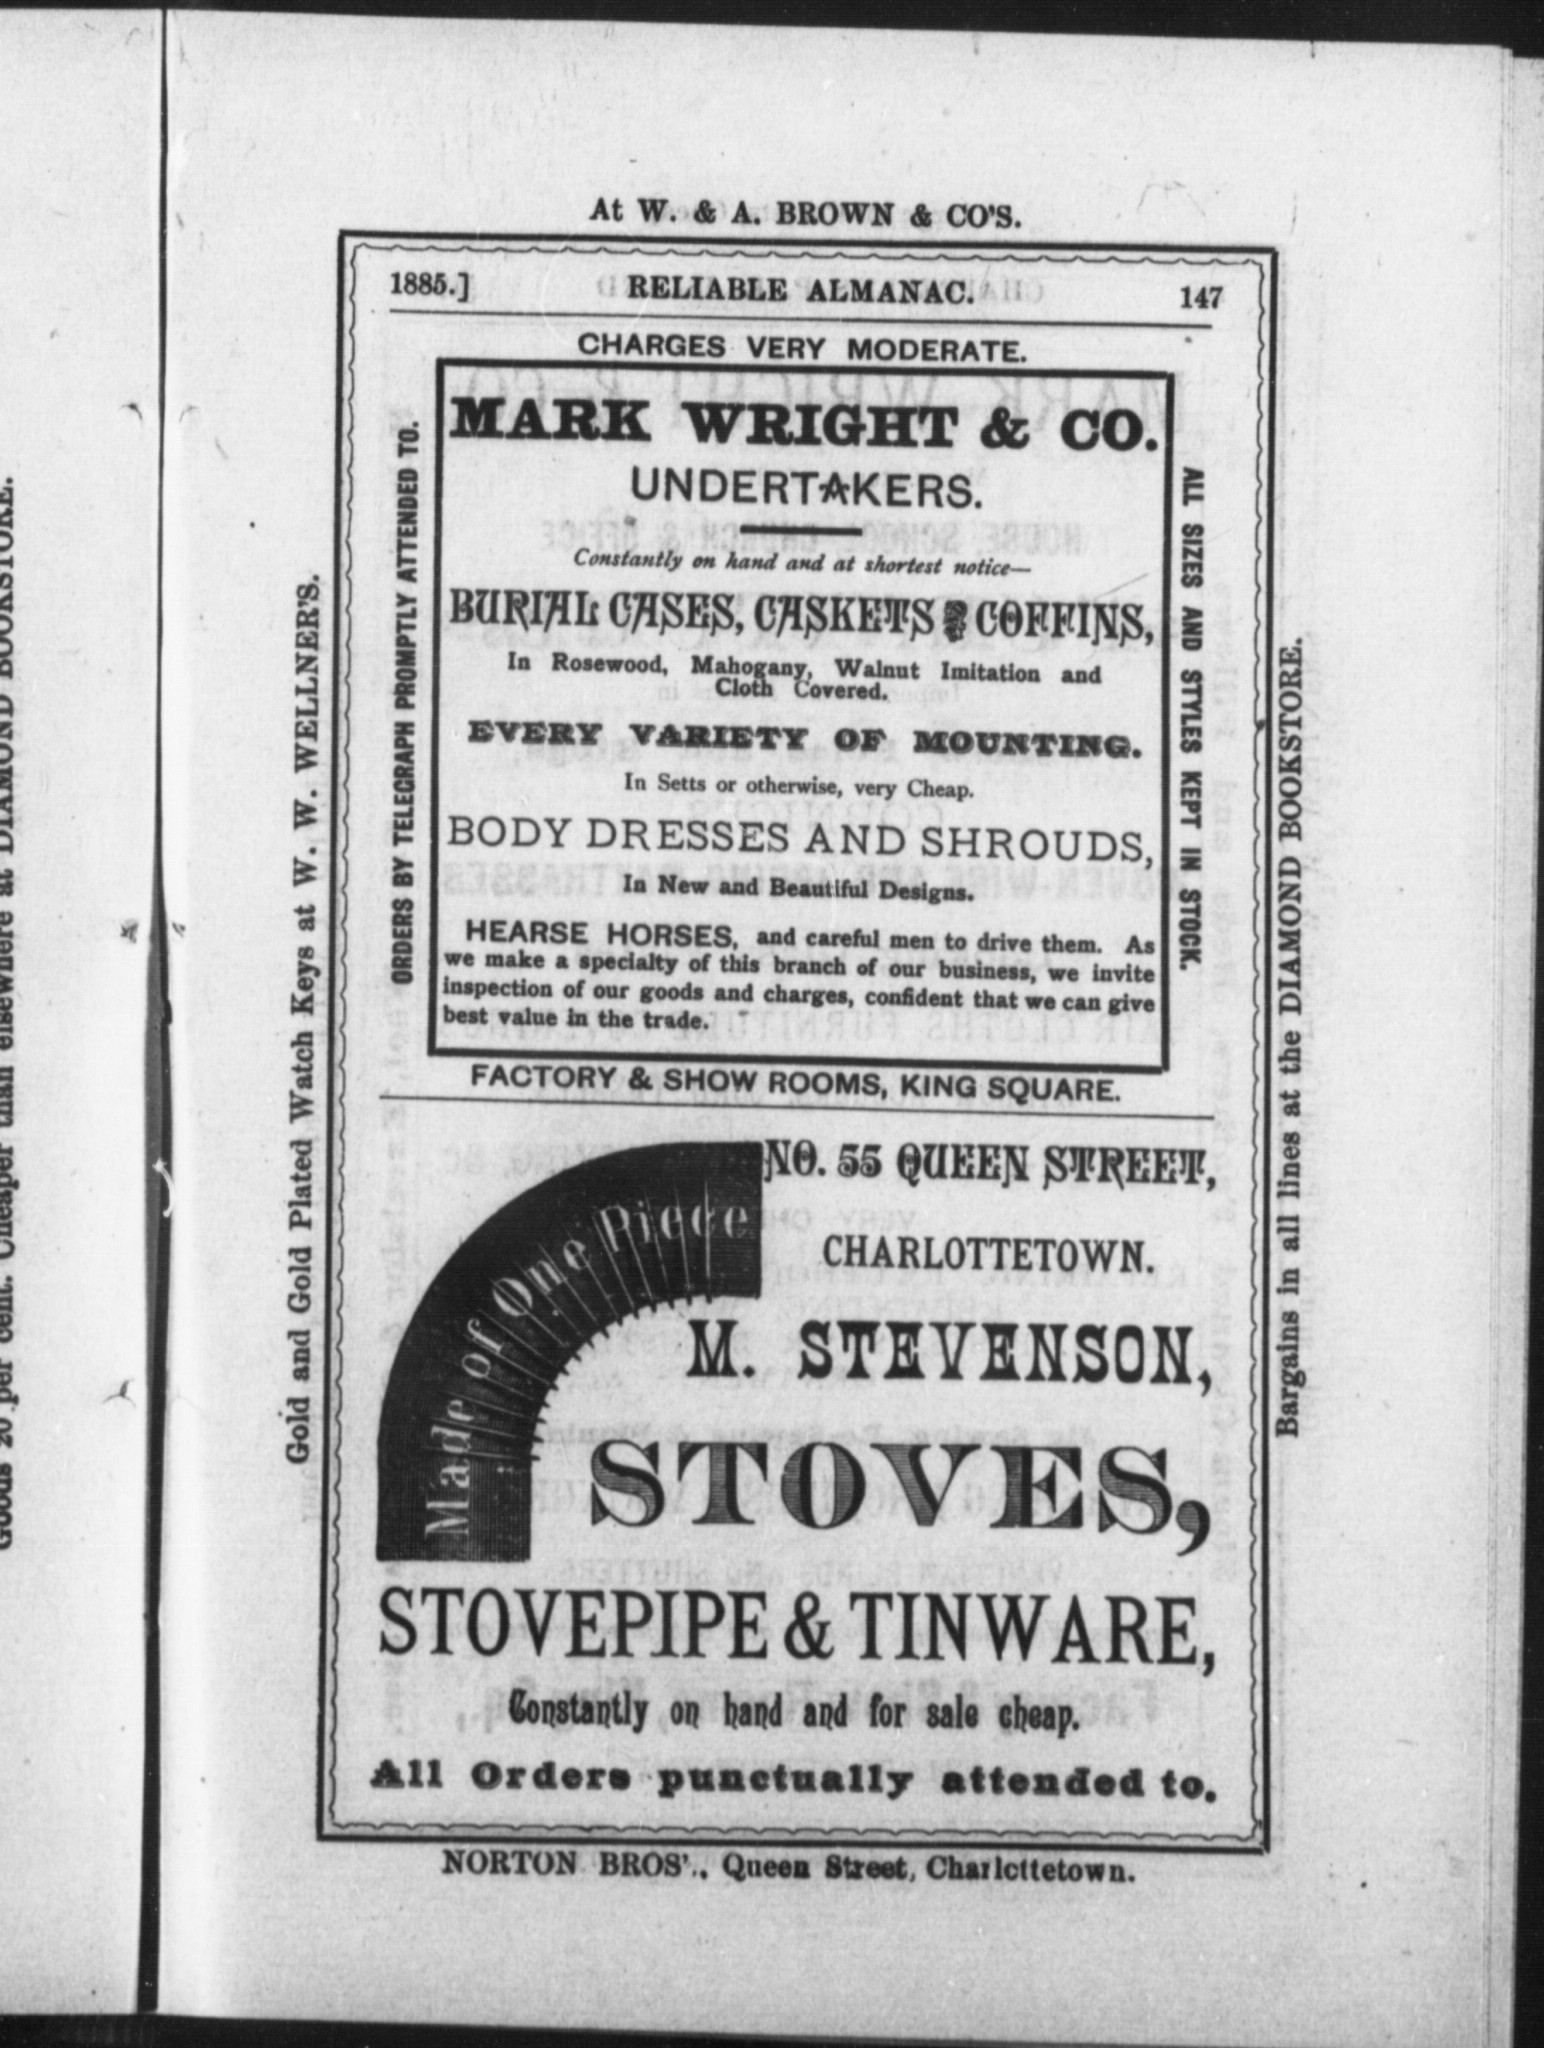 At W. & A. BROWN & CO'S.
1885.] RELIABLE ALMANAC. 147
CHARGES VERY MODERATE.
ORDERS BY TELEGRAPH PROMPTLY ATTENDED TO.
MARK WRIGHT & CO.
UNDERTAKERS.
Constantly on hand and at shortest notice—
BURIAL CASES, CASKETS & COFFINS,
In Rosewood, Mahogany, Walnut Imitation and
Cloth Covered.
EVERY VARIETY OF MOUNTING.
In Setts or otherwise, very Cheap.
BODY DRESSES AND SHROUDS,
In New and Beautiful Designs.
HEARSE HORSES, and careful men to drive them. As
we make a specialty of this branch of our business, we invite
inspection of our goods and charges, confident that we can give
best value in the trade.
ALL SIZES AND STYLES KEPT IN STOCK.
FACTORY & SHOW ROOMS, KING SQUARE.
Made of One Piece
NO. 55 QUEEN STREET,
CHARLOTTETOWN.
M. STEVENSON,
STOVES,
STOVEPIPE & TINWARE,
Constantly on hand and for sale cheap.
All Orders punctually attended to.
NORTON BROS'., Queen Street, Charlottetown.
Gold and Gold Plated Watch Keys at W. W. WELLNER'S.
Bargains in all lines at the DIAMOND BOOKSTORE.
Goods 20 per cent. Cheaper than elsewhere at DIAMOND BOOKSTORE.